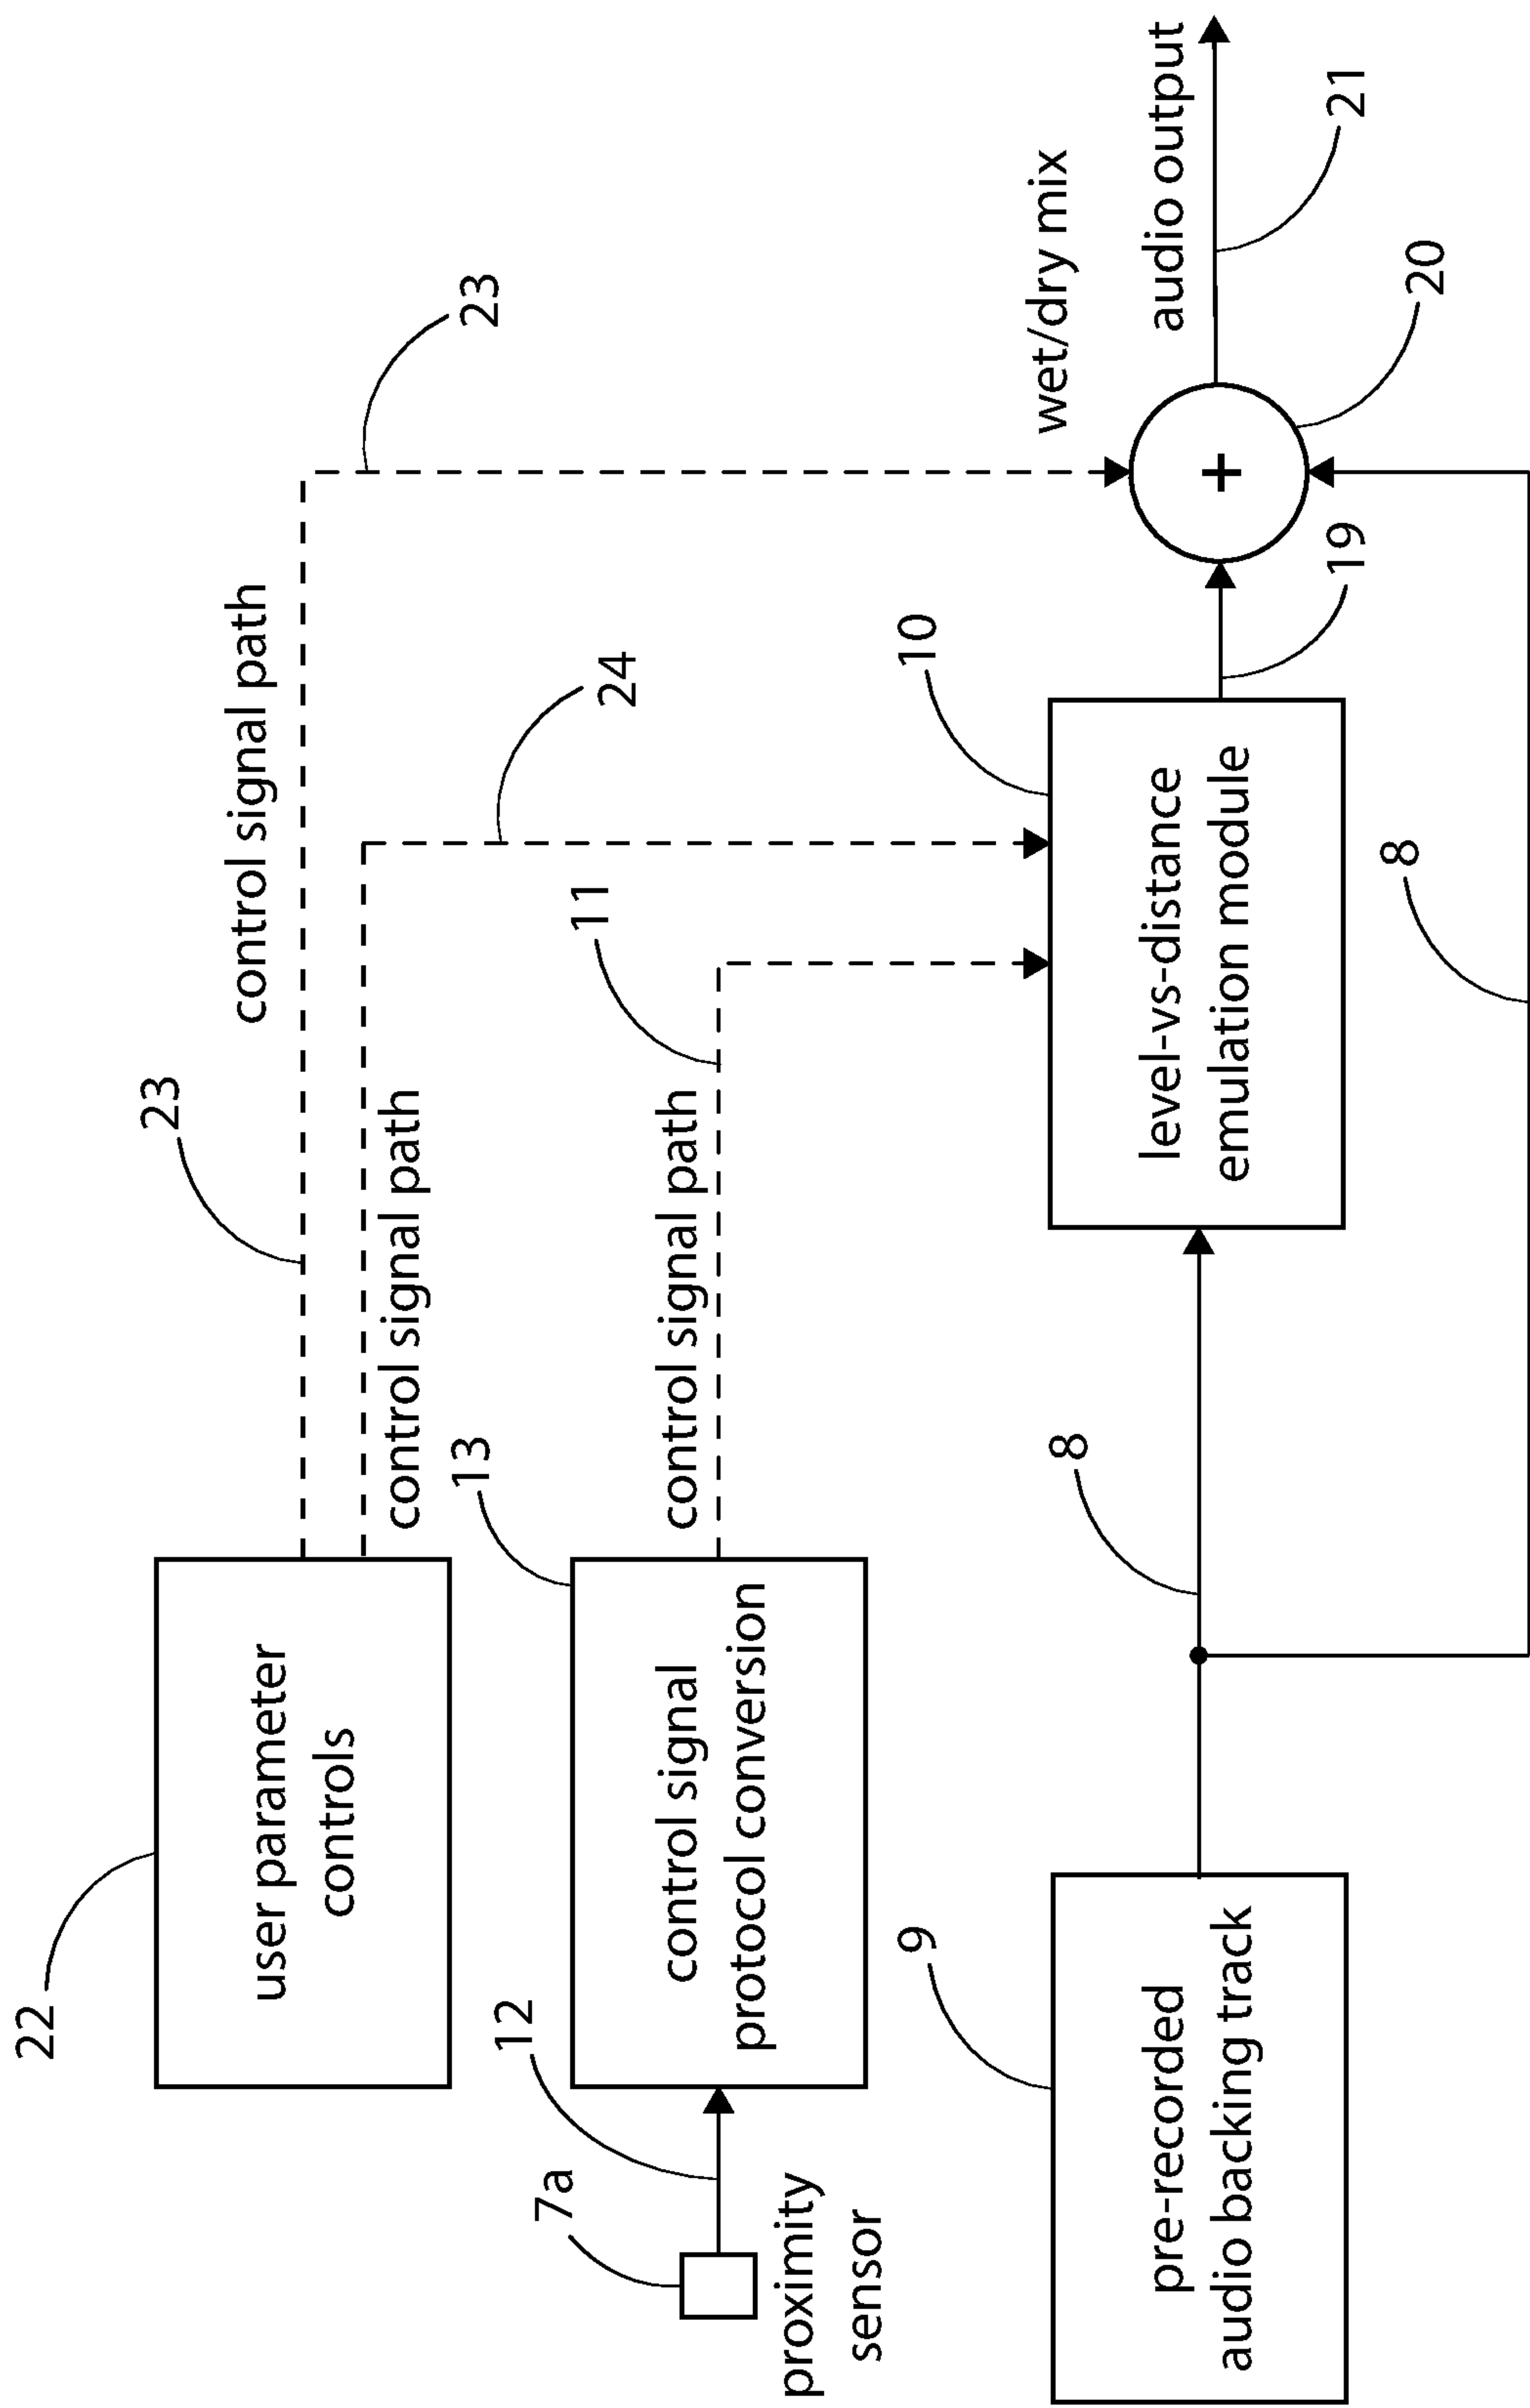 22
user parameter
controls
23
control signal path
23
control signal path
24
7a
proximity
sensor
12
13
control signal
protocol conversion
control signal path
11
9
pre-recorded
audio backing track
8
10
level-vs-distance
emulation module
8
19
+
20
wet/dry mix
audio output
21